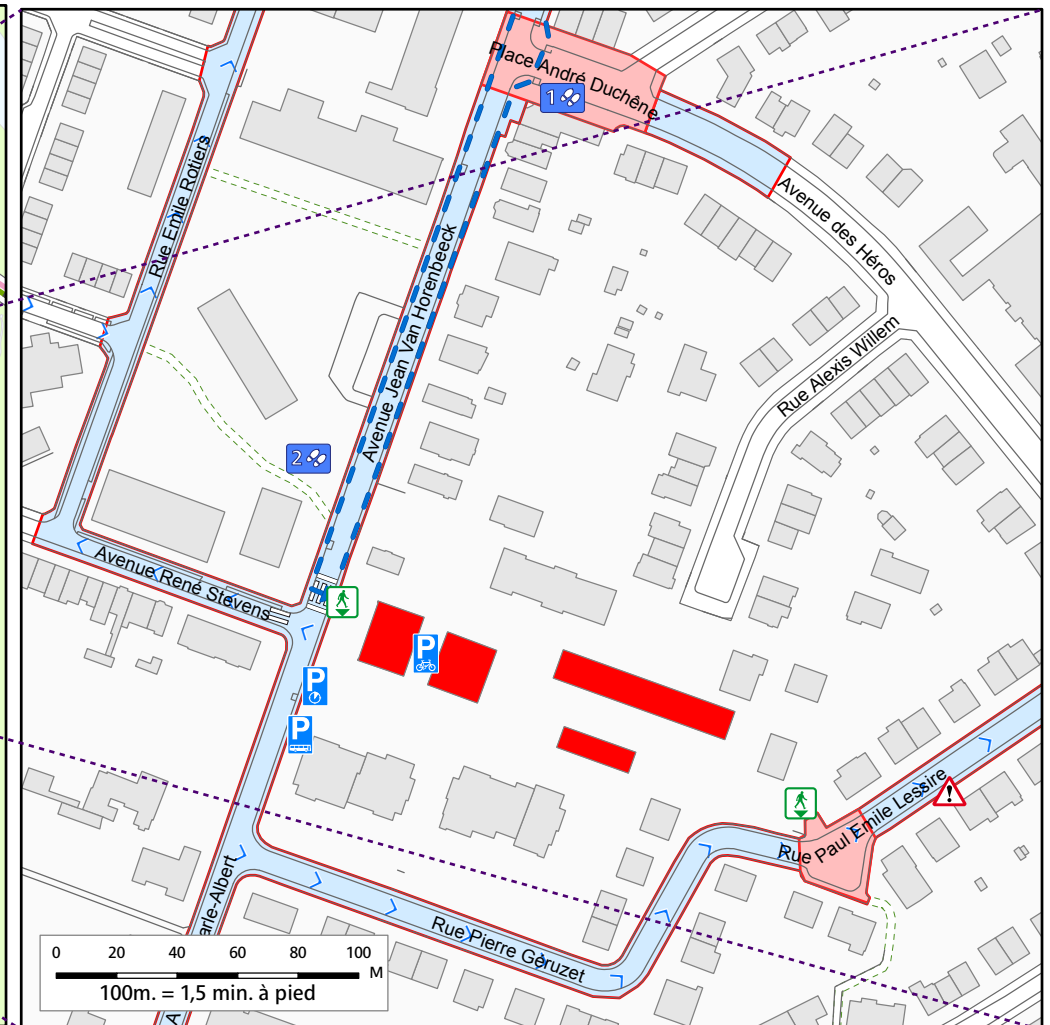 Place André Duchêne
1
Avenue des Héros
Rue Emile Rotiers
Avenue Jean Van Horenbeeck
Rue Alexis Willem
2
Avenue René Stevens
P
P
P
Rue Paul Emile Lessire
arle-Albert
A
Rue Pierre Geruzet
0 20 40 60 80 100 M
100m. = 1,5 min. à pied